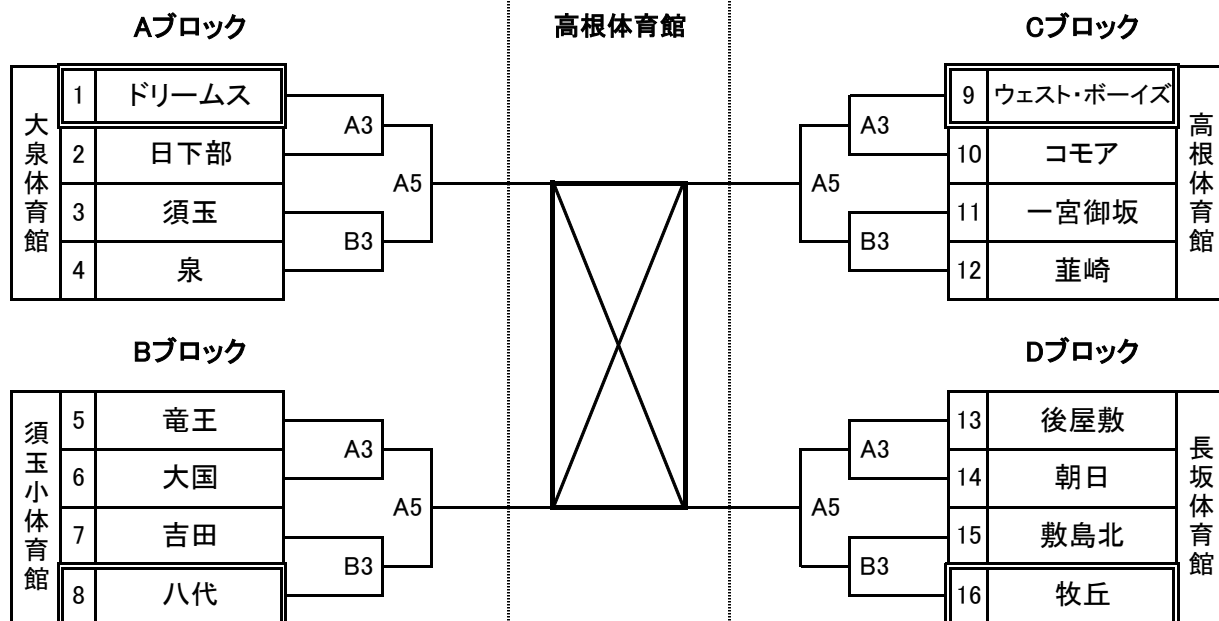 Aブロック
大泉体育館
1 ドリームス
2 日下部
3 須玉
4 泉
A3
B3
A5
Bブロック
須玉小体育館
5 竜王
6 大国
7 吉田
8 八代
A3
B3
A5
高根体育館
Cブロック
9 ウェスト・ボーイズ
10 コモア
11 一宮御坂
12 韮崎
高根体育館
A3
B3
A5
Dブロック
13 後屋敷
14 朝日
15 敷島北
16 牧丘
長坂体育館
A3
B3
A5